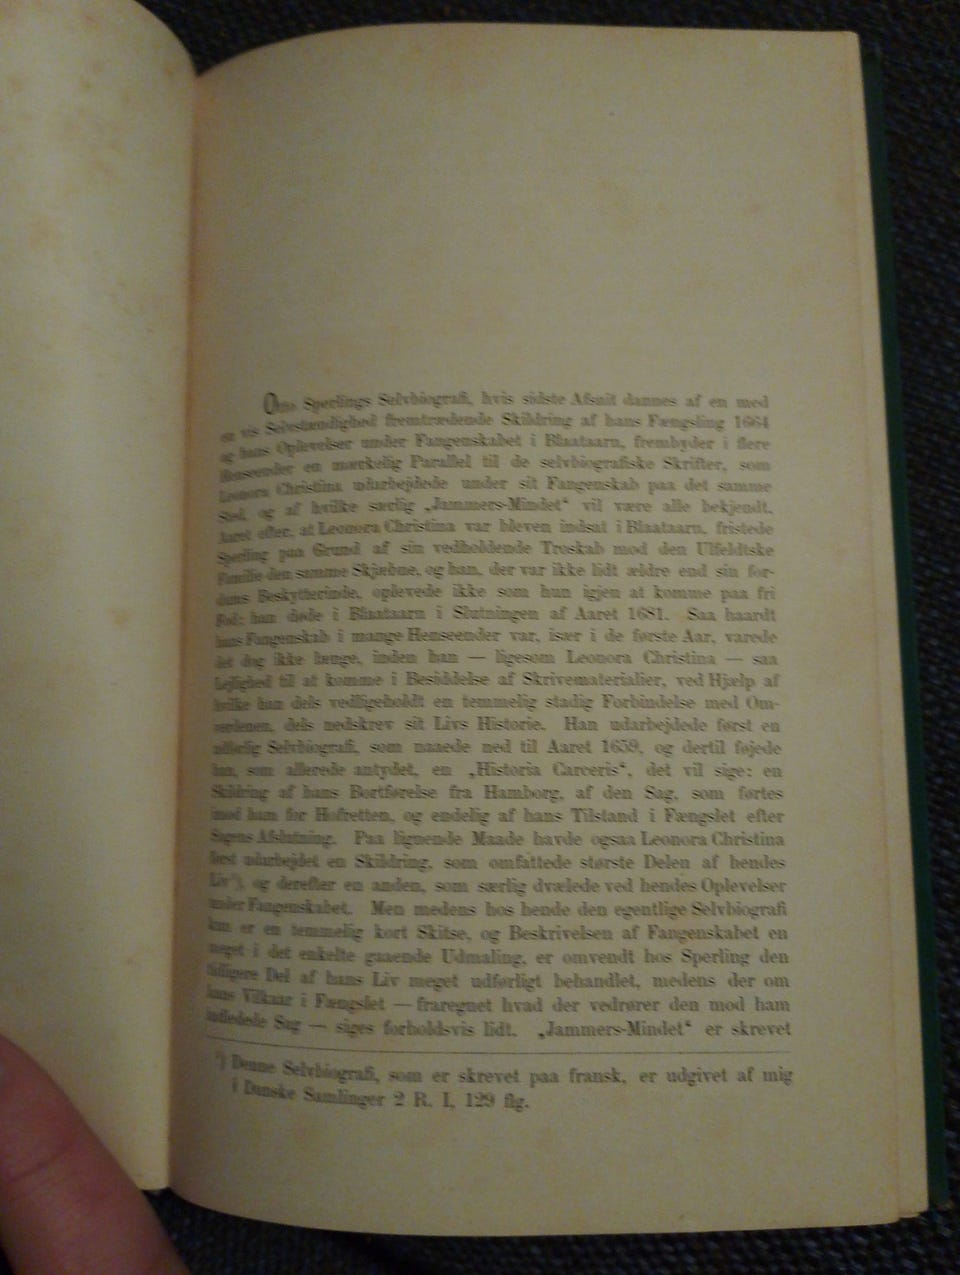 Otto Sperlings Selvbiografi, hvis sidste Afsnit dannes af en med
en vis Selvstændighed fremtrædende Skildring af hans Fængsling 1664
og hans Oplevelser under Fangenskabet i Blaataarn, frembyder i flere
Henseender en mærkelig Parallel til de selvbiografiske Skrifter, som
Leonora Christina udarbejdede under sit Fangenskab paa det samme
Sted, og af hvilke særlig „Jammers-Mindet“ vil være alle bekjendt.
Aaret efter, at Leonora Christina var bleven indsat i Blaataarn, fristede
Sperling paa Grund af sin vedholdende Troskab mod den Ulfeldtske
Familie den samme Skjæbne, og han, der var ikke lidt ældre end sin for-
dums Beskytterinde, oplevede ikke som hun igjen at komme paa fri
Fod; han døde i Blaataarn i Slutningen af Aaret 1681. Saa haardt
hans Fangenskab i mange Henseender var, især i de første Aar, varede
det dog ikke længe, inden han — ligesom Leonora Christina — saa
Lejlighed til at komme i Besiddelse af Skrivematerialier, ved Hjælp af
hvilke han dels vedligeholdt en temmelig stadig Forbindelse med Om-
verdenen, dels nedskrev sit Livs Historie. Han udarbejdede først en
udførlig Selvbiografi, som naaede ned til Aaret 1659, og dertil føjede
han, som allerede antydet, en „Historia Carceris“, det vil sige: en
Skildring af hans Bortførelse fra Hamborg, af den Sag, som førtes
imod ham for Hofretten, og endelig af hans Tilstand i Fængslet efter
Sagens Afslutning. Paa lignende Maade havde ogsaa Leonora Christina
først udarbejdet en Skildring, som omfattede største Delen af hendes
Liv¹), og derefter en anden, som særlig dvælede ved hendes Oplevelser
under Fangenskabet. Men medens hos hende den egentlige Selvbiografi
kun er en temmelig kort Skitse, og Beskrivelsen af Fangenskabet en
meget i det enkelte gaaende Udmaling, er omvendt hos Sperling den
tidligere Del af hans Liv meget udførligt behandlet, medens der om
hans Vilkaar i Fængslet — fraregnet hvad der vedrører den mod ham
indledede Sag — siges forholdsvis lidt. „Jammers-Mindet“ er skrevet
¹) Denne Selvbiografi, som er skrevet paa fransk, er udgivet af mig
i Danske Samlinger 2 R. I, 129 flg.